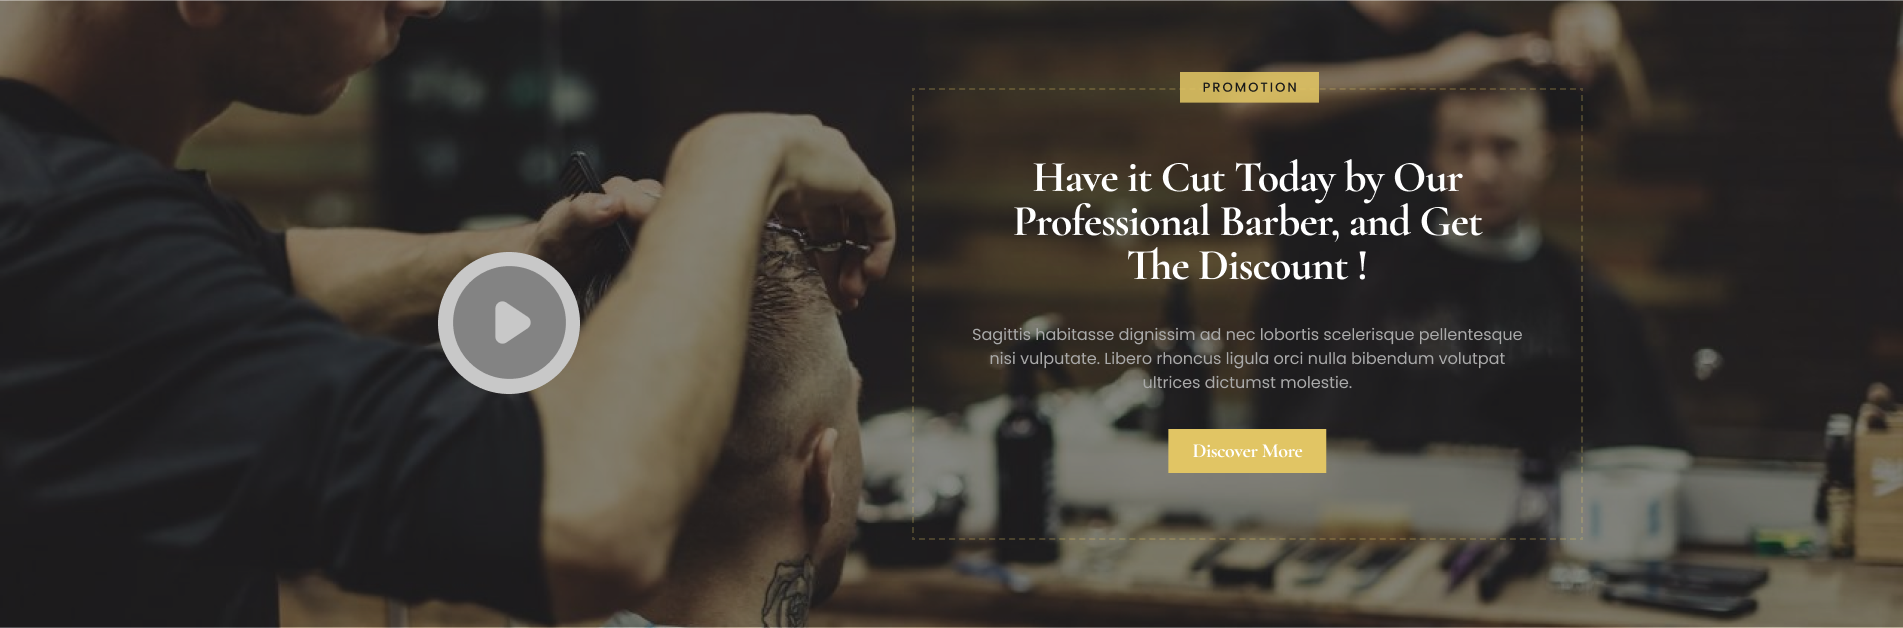 PROMOTION
Have it Cut Today by Our
Professional Barber, and Get
The Discount !
Sagittis habitasse dignissim ad nec lobortis scelerisque pellentesque
nisi vulputate. Libero rhoncus ligula orci nulla bibendum volutpat
ultrices dictumst molestie.
Discover More